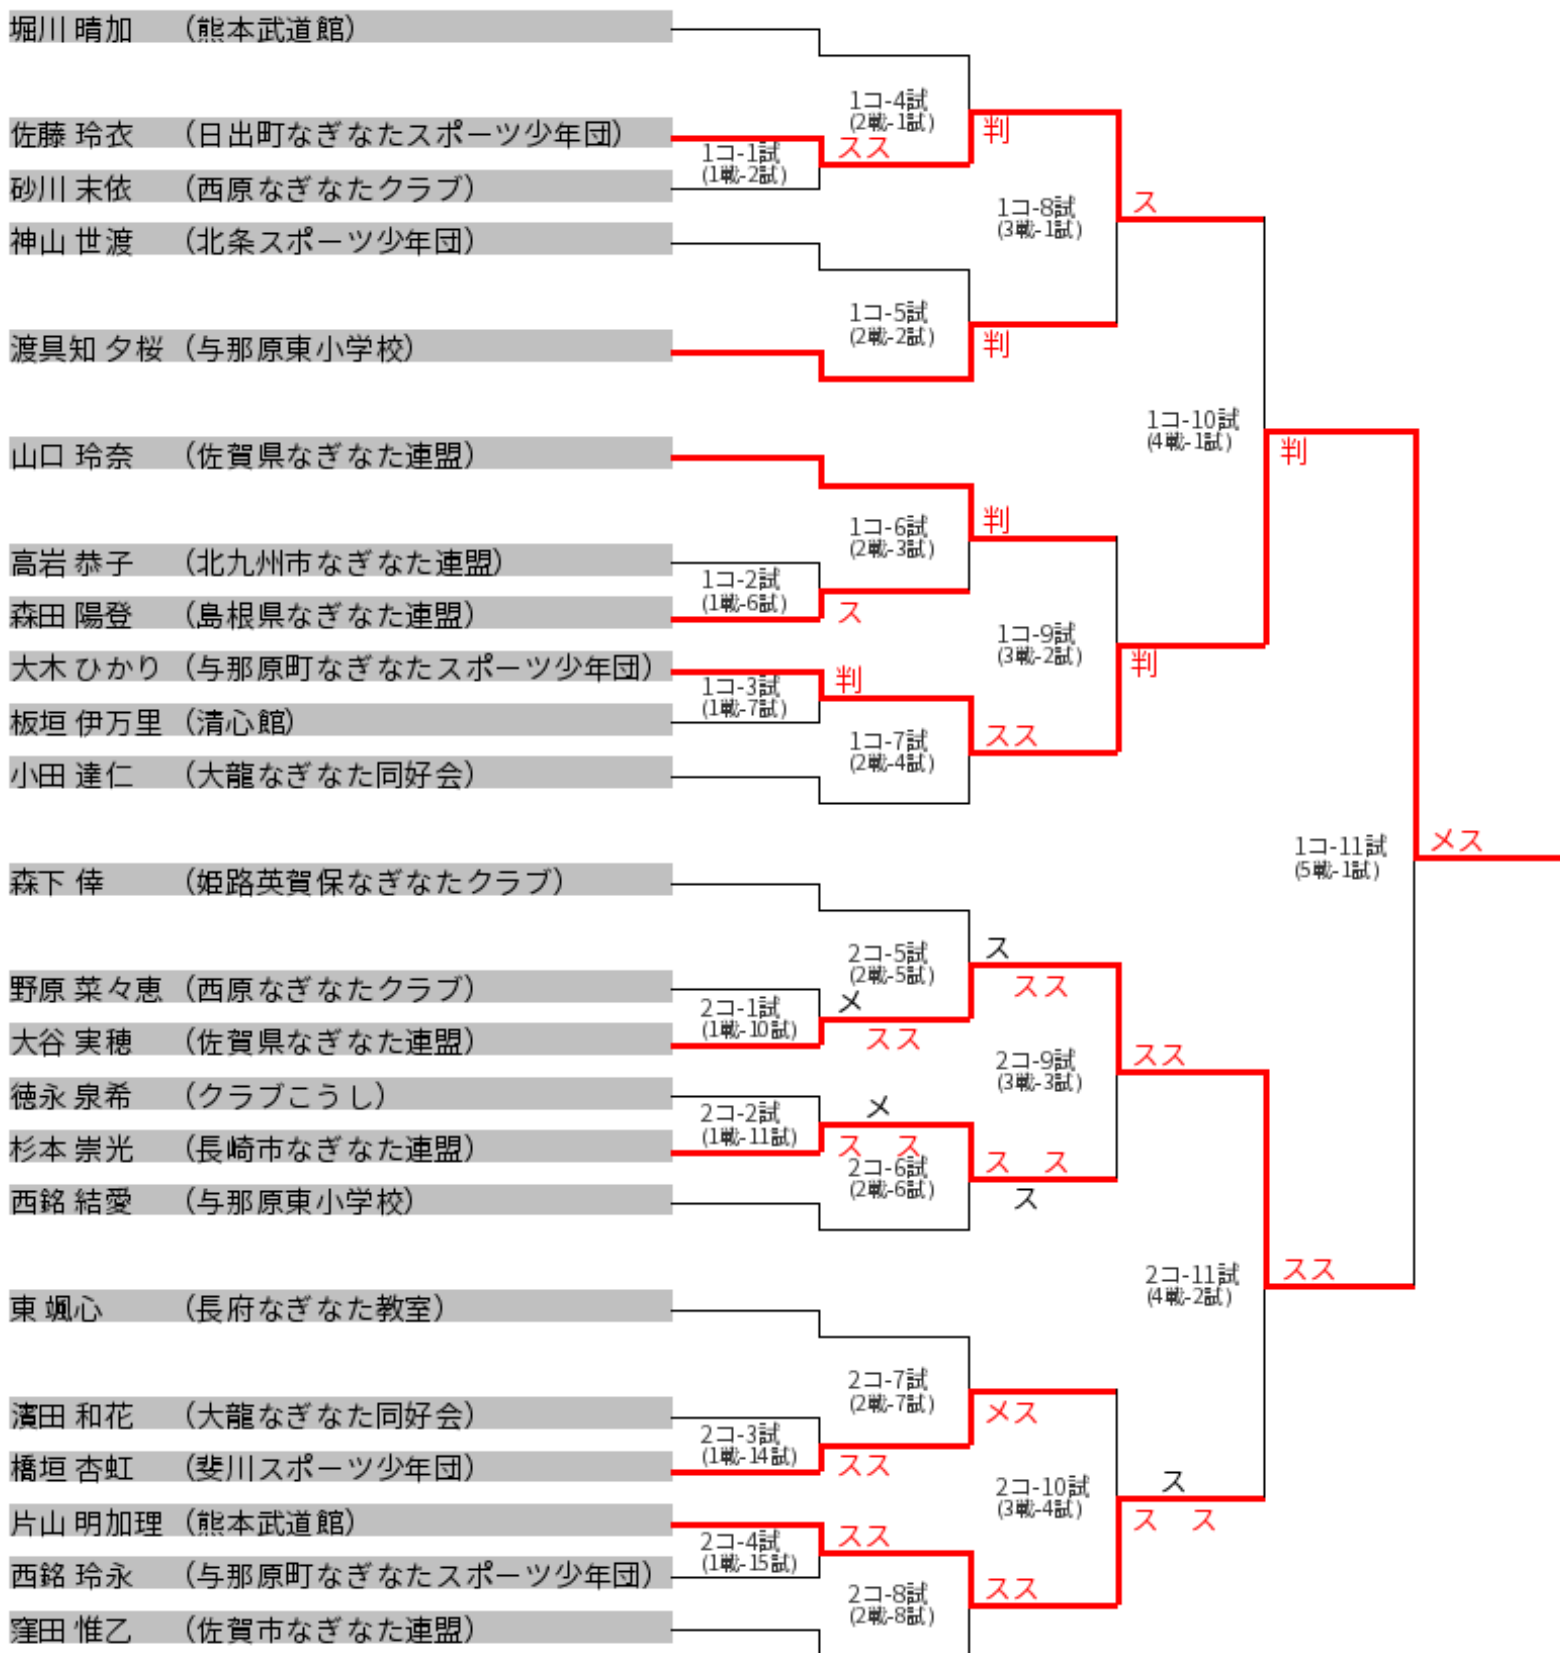 堀川 晴加 （熊本武道館）
1コ-4試
(2戦-1試)
佐藤 玲衣 （日出町なぎなたスポーツ少年団）
スス
判
1コ-1試
(1戦-2試)
砂川 末依 （西原なぎなたクラブ）
1コ-8試
(3戦-1試)
ス
神山 世渡 （北条スポーツ少年団）
1コ-5試
(2戦-2試)
渡具知 夕桜 （与那原東小学校）
判
1コ-10試
(4戦-1試)
判
山口 玲奈 （佐賀県なぎなた連盟）
1コ-6試
(2戦-3試)
判
高岩 恭子 （北九州市なぎなた連盟）
1コ-2試
(1戦-6試)
森田 陽登 （島根県なぎなた連盟）
ス
1コ-9試
(3戦-2試)
判
大木 ひかり （与那原町なぎなたスポーツ少年団）
1コ-3試
(1戦-7試)
判
板垣 伊万里 （清心館）
1コ-7試
(2戦-4試)
スス
小田 達仁 （大龍なぎなた同好会）
1コ-11試
(5戦-1試)
メス
森下 倖 （姫路英賀保なぎなたクラブ）
2コ-5試
(2戦-5試)
ス
スス
野原 菜々恵 （西原なぎなたクラブ）
2コ-1試
(1戦-10試)
メ
スス
大谷 実穂 （佐賀県なぎなた連盟）
2コ-9試
(3戦-3試)
スス
徳永 泉希 （クラブこうし）
2コ-2試
(1戦-11試)
メ
ス ス
杉本 崇光 （長崎市なぎなた連盟）
2コ-6試
(2戦-6試)
ス ス
ス
西銘 結愛 （与那原東小学校）
2コ-11試
(4戦-2試)
スス
東 颯心 （長府なぎなた教室）
2コ-7試
(2戦-7試)
メス
濱田 和花 （大龍なぎなた同好会）
2コ-3試
(1戦-14試)
スス
橋垣 杏虹 （斐川スポーツ少年団）
2コ-10試
(3戦-4試)
ス
ス ス
片山 明加理 （熊本武道館）
2コ-4試
(1戦-15試)
スス
西銘 玲永 （与那原町なぎなたスポーツ少年団）
2コ-8試
(2戦-8試)
スス
窪田 惟乙 （佐賀市なぎなた連盟）